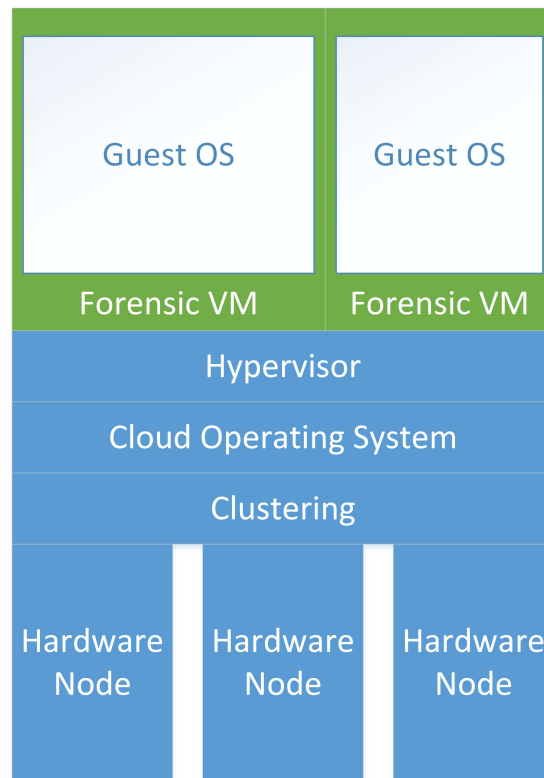 Guest OS
Guest OS
Forensic VM
Forensic VM
Hypervisor
Cloud Operating System
Clustering
Hardware
Node
Hardware
Node
Hardware
Node